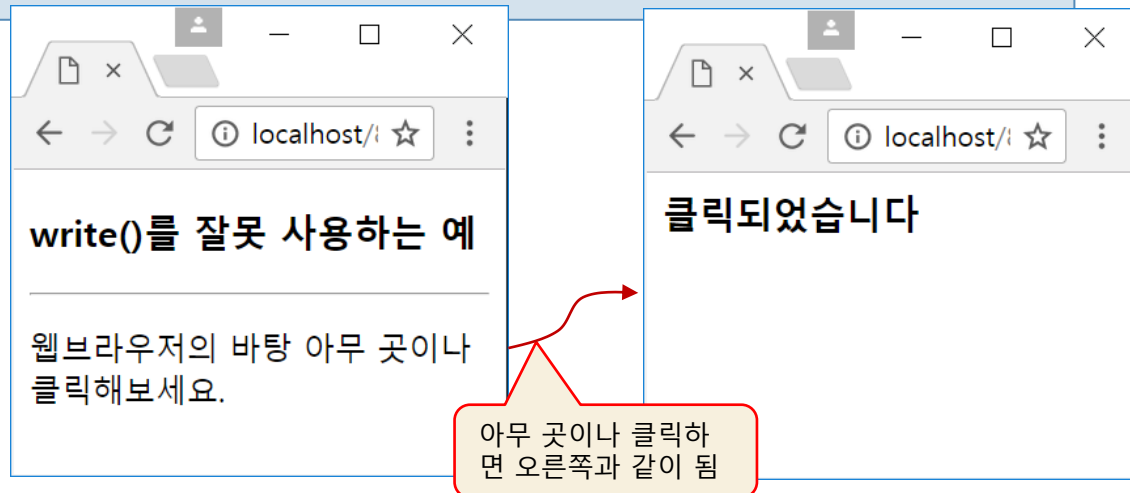 localhost/
write()를 잘못 사용하는 예
웹브라우저의 바탕 아무 곳이나
클릭해보세요.
localhost/
클릭되었습니다
아무 곳이나 클릭하
면 오른쪽과 같이 됨